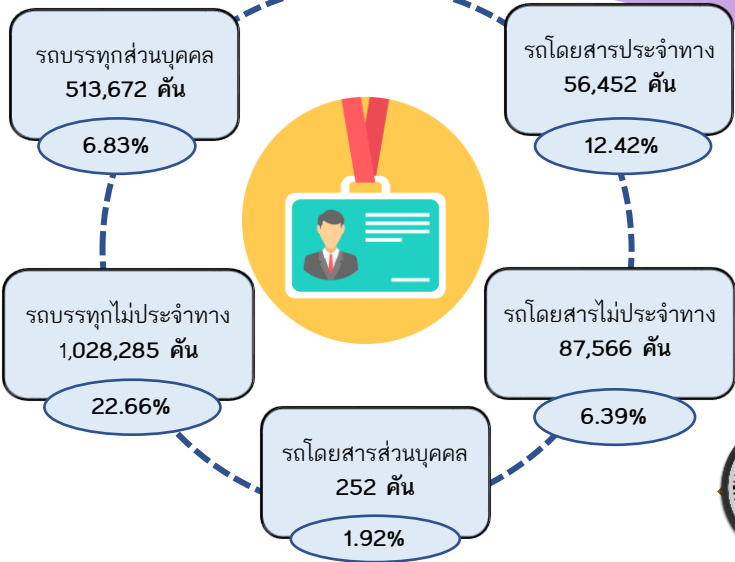 รถบรรทุกส่วนบุคคล
513,672 คัน
6.83%
รถโดยสารประจำทาง
56,452 คัน
12.42%
รถบรรทุกไม่ประจำทาง
1,028,285 คัน
22.66%
รถโดยสารไม่ประจำทาง
87,566 คัน
6.39%
รถโดยสารส่วนบุคคล
252 คัน
1.92%